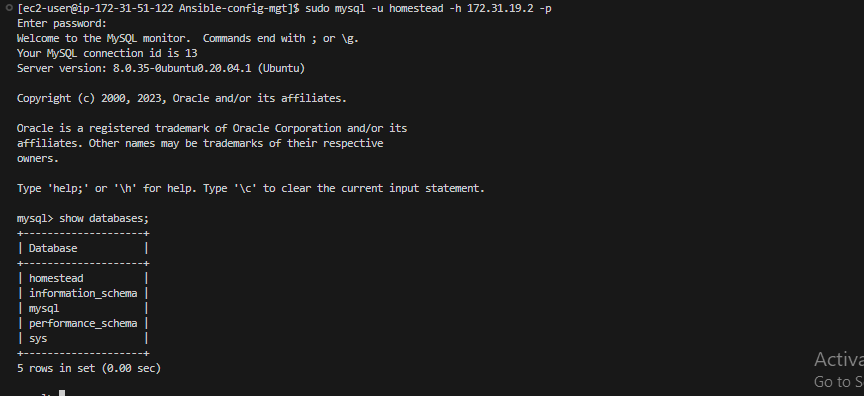 [ec2-user@ip-172-31-51-122 Ansible-config-mgt]$ sudo mysql -u homestead -h 172.31.19.2 -p
Enter password:
Welcome to the MySQL monitor.  Commands end with ; or \g.
Your MySQL connection id is 13
Server version: 8.0.35-0ubuntu0.20.04.1 (Ubuntu)

Copyright (c) 2000, 2023, Oracle and/or its affiliates.

Oracle is a registered trademark of Oracle Corporation and/or its
affiliates. Other names may be trademarks of their respective
owners.

Type 'help;' or '\h' for help. Type '\c' to clear the current input statement.

mysql> show databases;
+--------------------+
| Database           |
+--------------------+
| homestead          |
| information_schema |
| mysql              |
| performance_schema |
| sys                |
+--------------------+
5 rows in set (0.00 sec)
Activa
Go to S